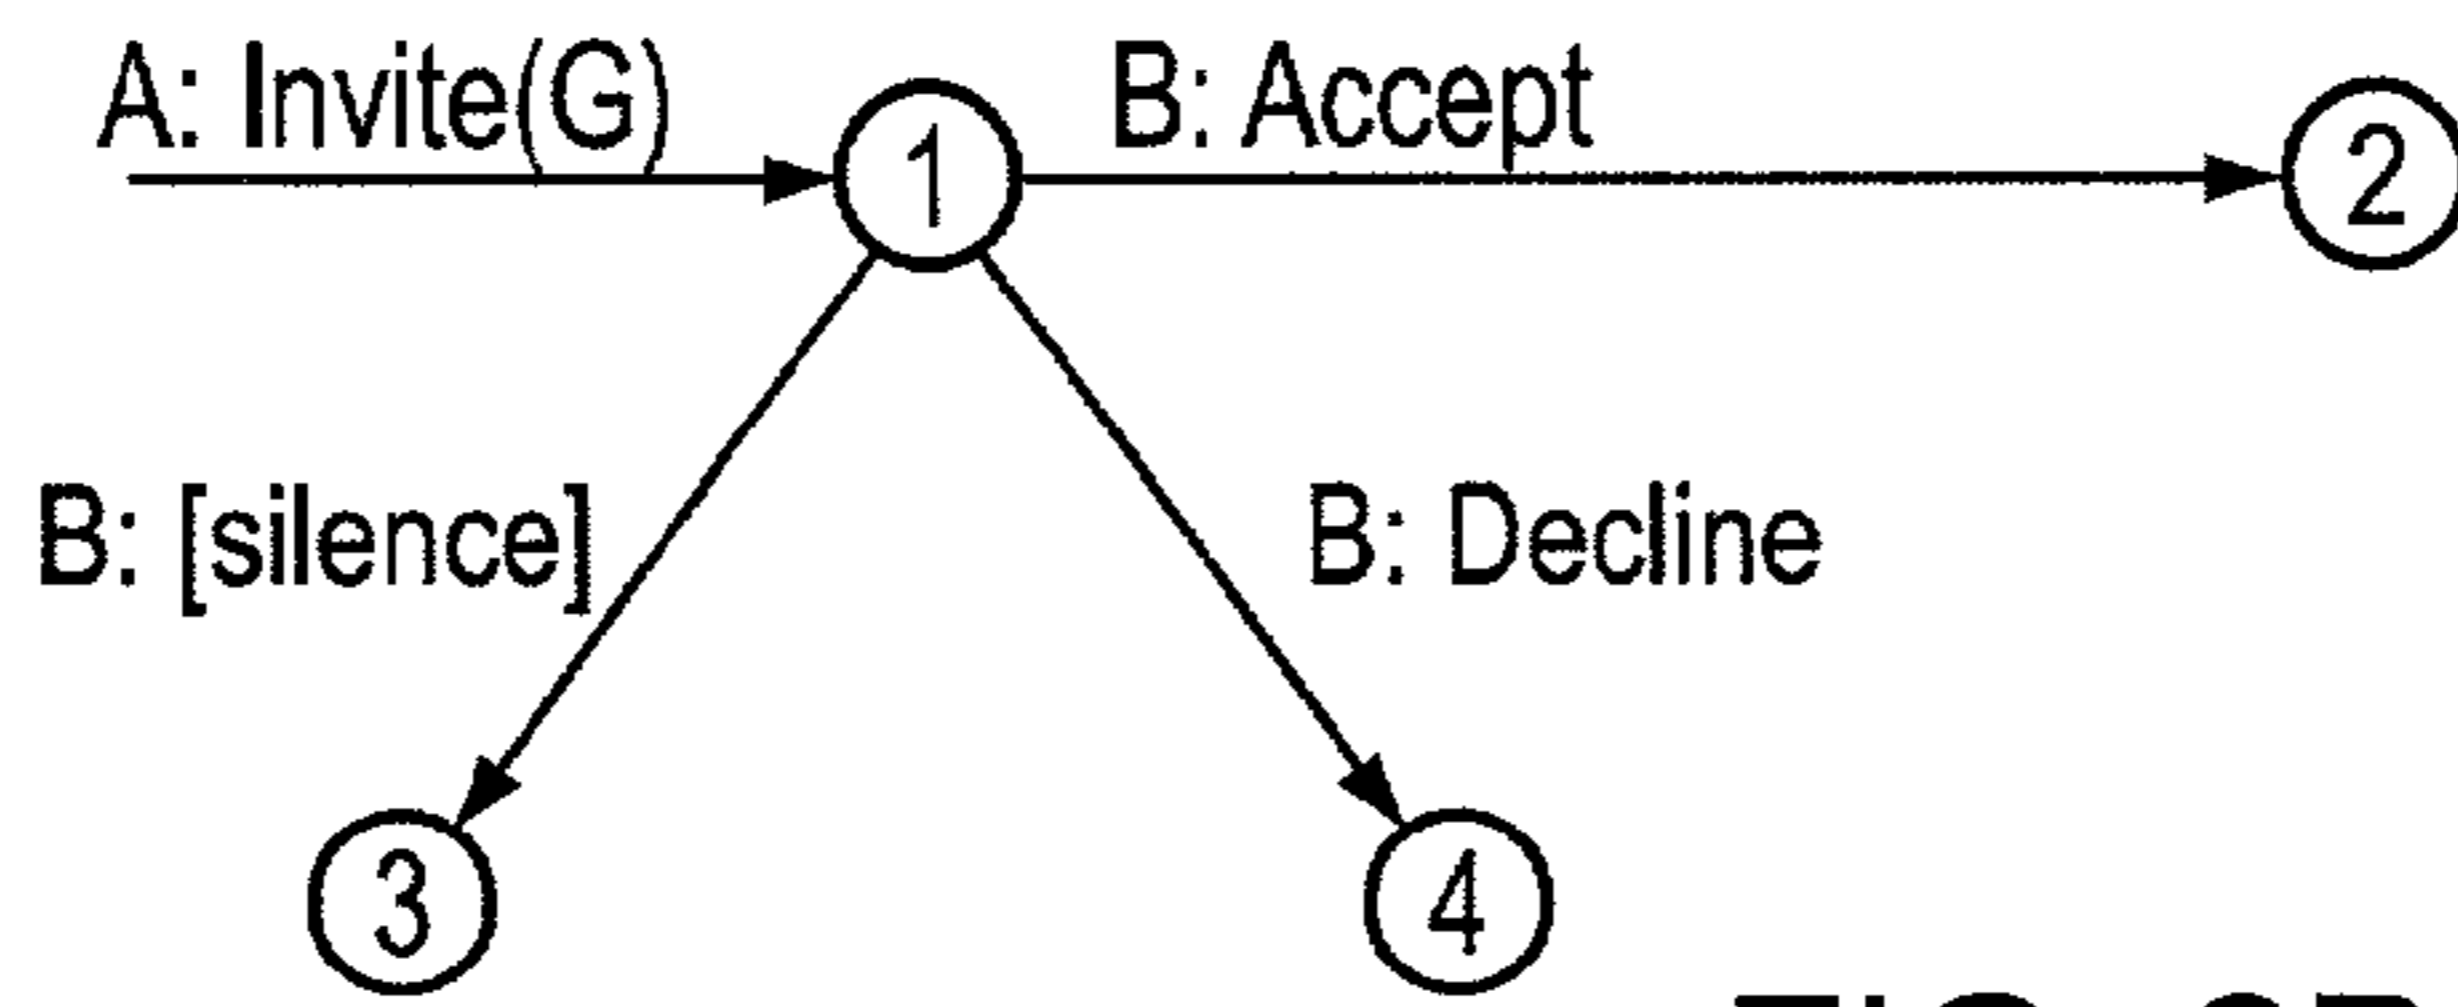 A: Invite(G)
B: Accept
1
2
B: [silence]
B: Decline
3
4